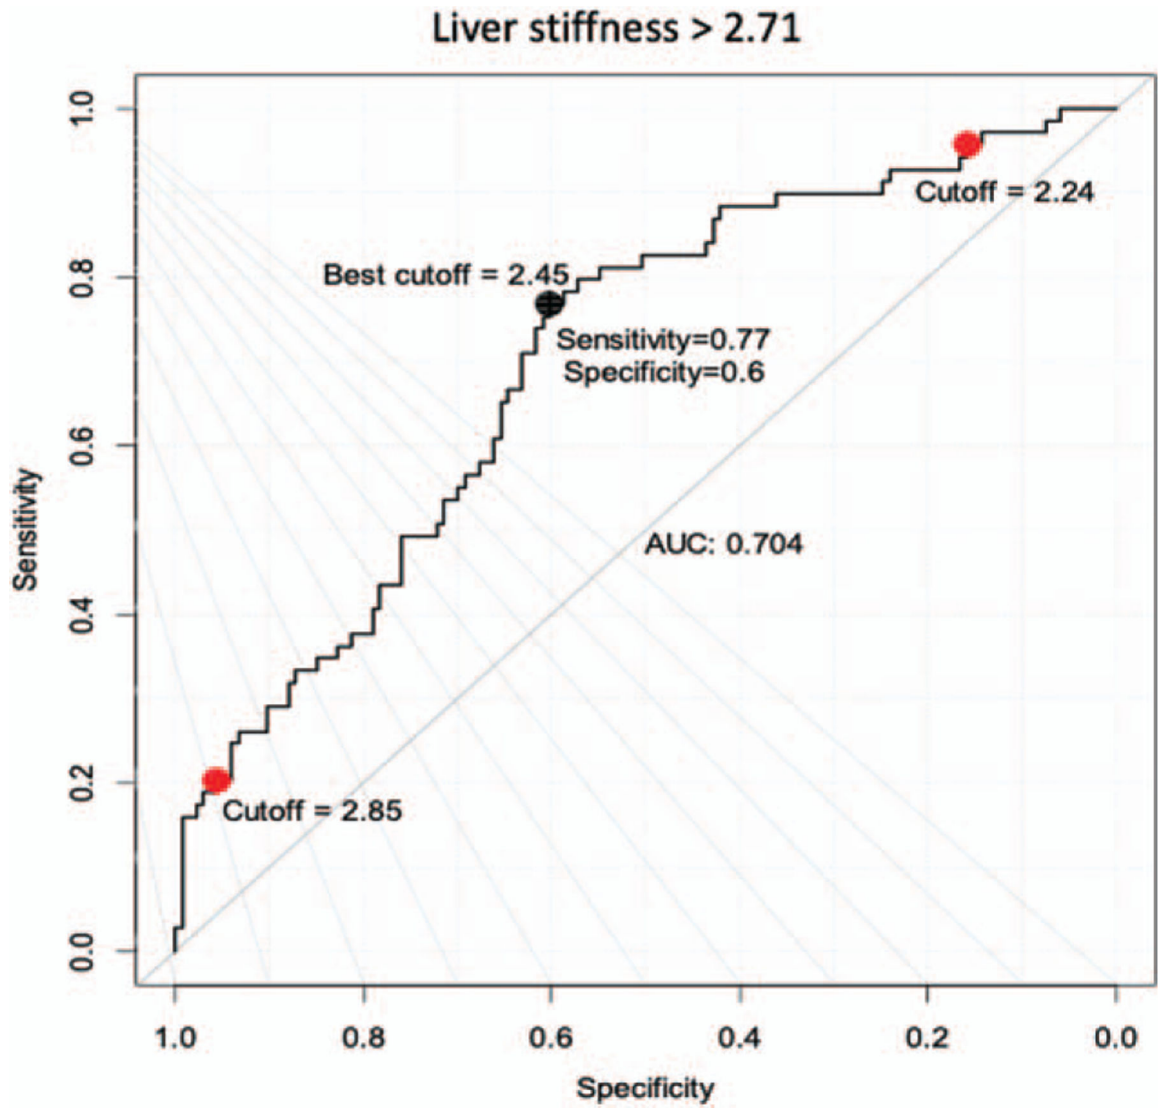 Liver stiffness > 2.71
1.0
Cutoff = 2.24
Best cutoff = 2.45
0.8
Sensitivity=0.77
Specificity=0.6
0.6
Sensitivity
AUC: 0.704
0.4
0.2
Cutoff = 2.85
0.0
1.0 0.8 0.6 0.4 0.2 0.0
Specificity